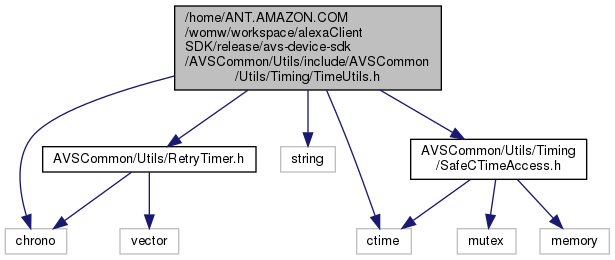 /home/ANT.AMAZON.COM
/womw/workspace/alexaClient
SDK/release/avs-device-sdk
/AVSCommon/Utils/include/AVSCommon
/Utils/Timing/TimeUtils.h
AVSCommon/Utils/RetryTimer.h
string
AVSCommon/Utils/Timing
/SafeCTimeAccess.h
chrono
vector
ctime
mutex
memory